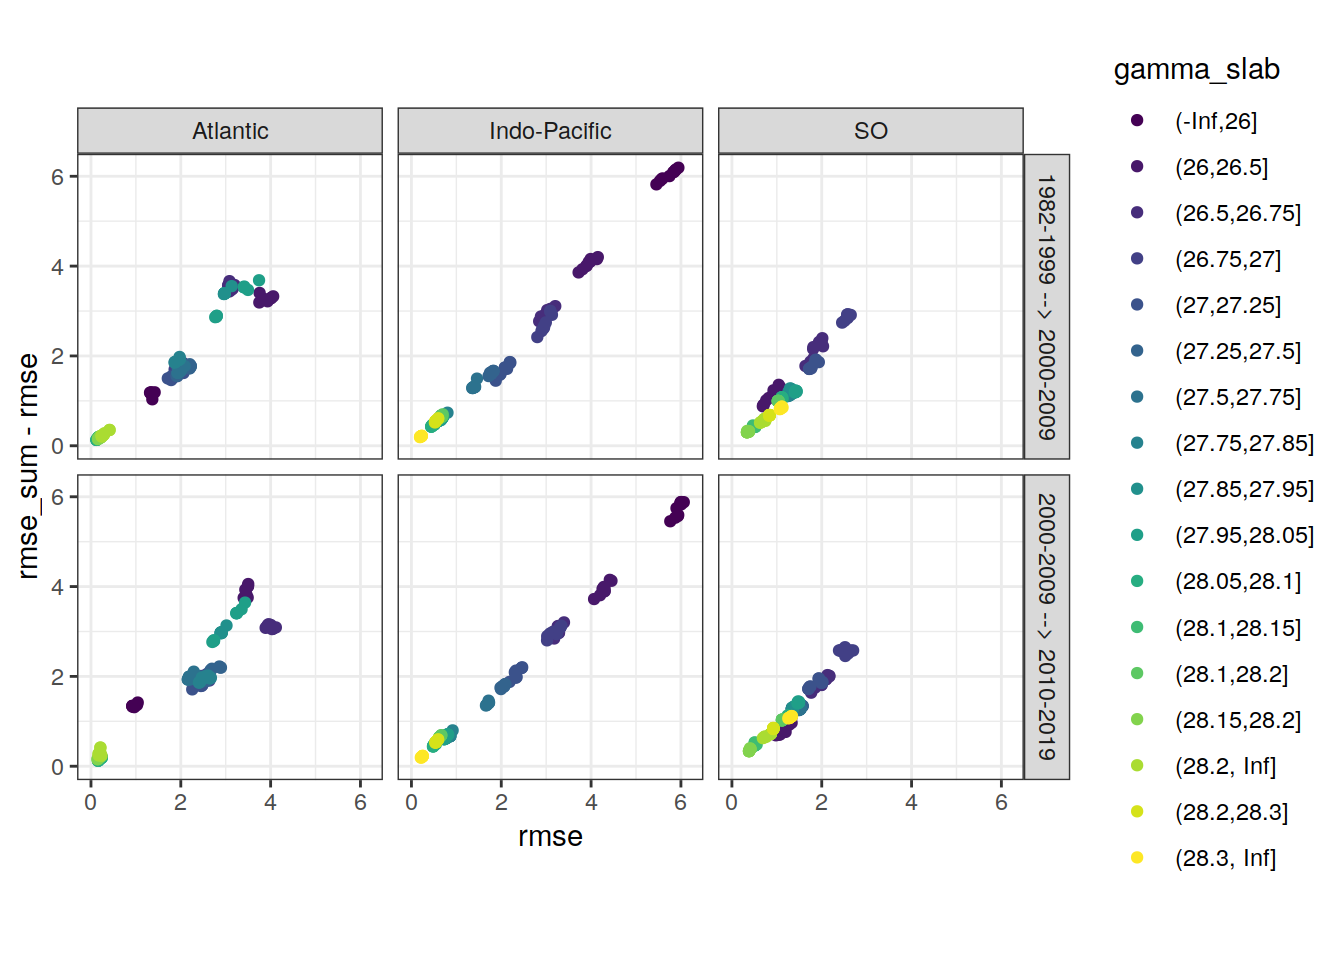 gamma_slab
Atlantic
Indo-Pacific
SO
(-Inf,26]
(26,26.5]
(26.5,26.75]
(26.75,27]
(27,27.25]
(27.25,27.5]
(27.5,27.75]
(27.75,27.85]
(27.85,27.95]
(27.95,28.05]
(28.05,28.1]
(28.1,28.15]
(28.1,28.2]
(28.15,28.2]
(28.2, Inf]
(28.2,28.3]
(28.3, Inf]
1982-1999 --> 2000-2009
2000-2009 --> 2010-2019
rmse_sum - rmse
6
4
2
0
6
4
2
0
0 2 4 6
0 2 4 6
0 2 4 6
rmse